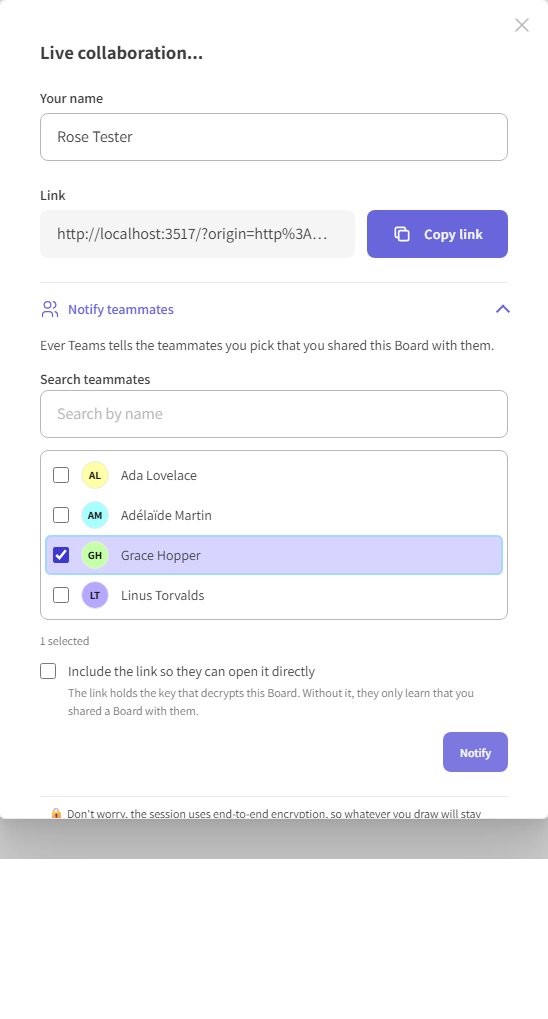 Live collaboration...
Your name
Rose Tester
Link
http://localhost:3517/?origin=http%3A…
Copy link
Notify teammates
Ever Teams tells the teammates you pick that you shared this Board with them.
Search teammates
Search by name
AL Ada Lovelace
AM Adélaïde Martin
GH Grace Hopper
LT Linus Torvalds
1 selected
Include the link so they can open it directly
The link holds the key that decrypts this Board. Without it, they only learn that you
shared a Board with them.
Notify
🔒 Don't worry, the session uses end-to-end encryption, so whatever you draw will stay